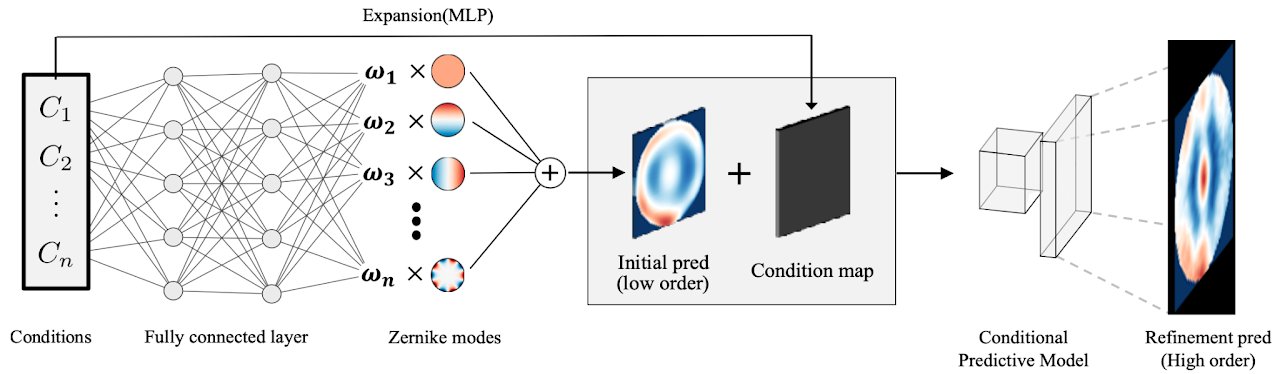 Expansion(MLP)
C1
C2
⋮
Cn
ω1 ×
ω2 ×
ω3 ×
⋮
ωn ×
+
+
Initial pred
(low order)
Condition map
Conditions
Fully connected layer
Zernike modes
Conditional
Predictive Model
Refinement pred
(High order)